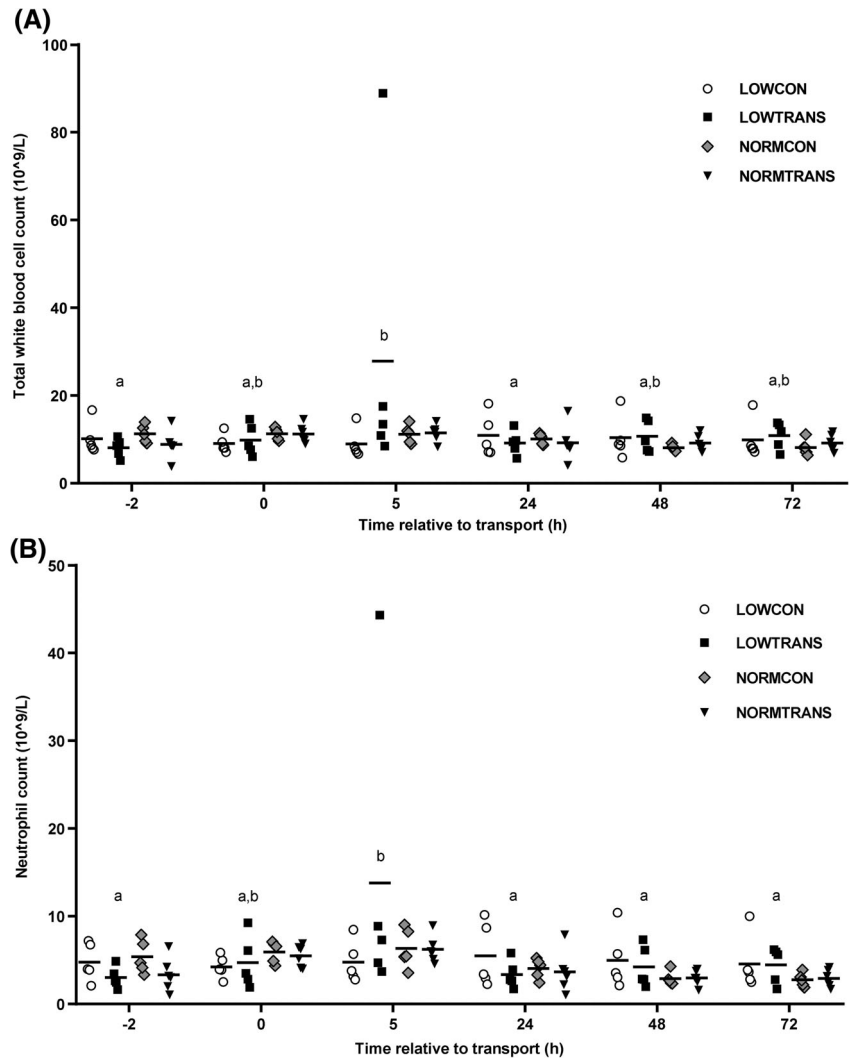 (A)
100
80
60
40
20
0
Total white blood cell count (10^9/L)
LOWCON
LOWTRANS
NORMCON
NORMTRANS
a
a,b
b
a
a,b
a,b
-2 0 5 24 48 72
Time relative to transport (h)
(B)
50
40
30
20
10
0
Neutrophil count (10^9/L)
LOWCON
LOWTRANS
NORMCON
NORMTRANS
a
a,b
b
a
a
a
-2 0 5 24 48 72
Time relative to transport (h)